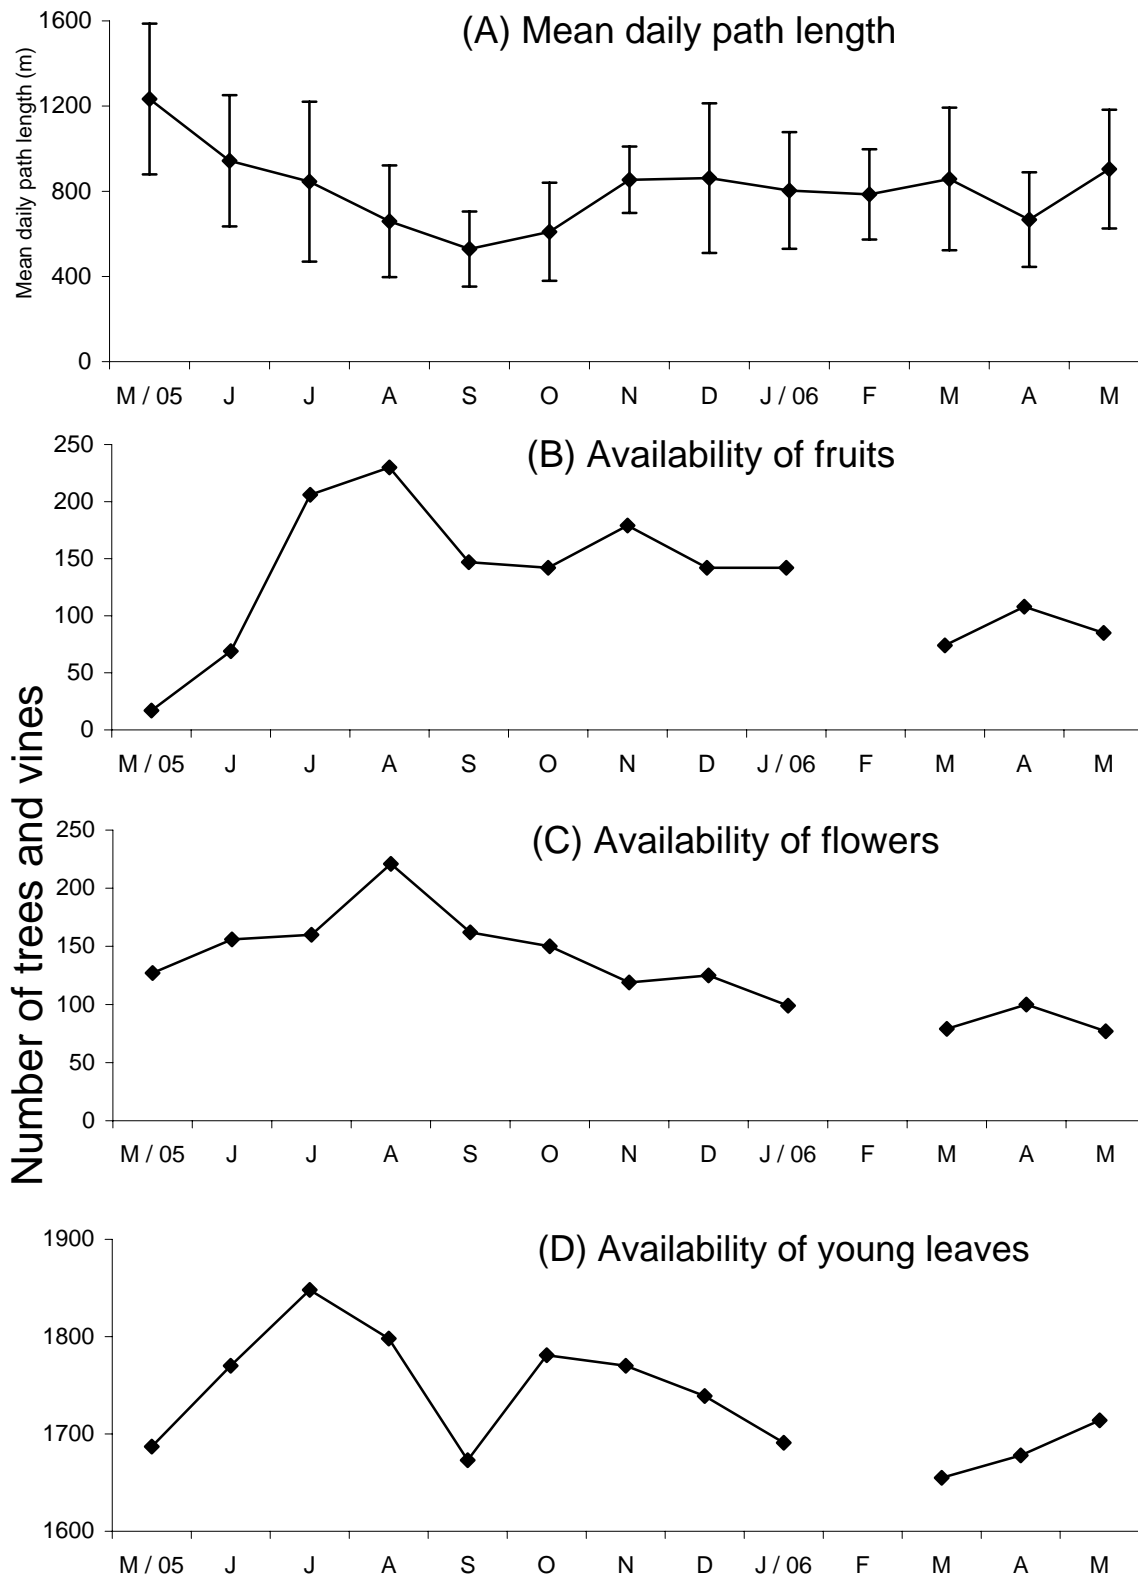 (A) Mean daily path length
Mean daily path length (m)
1600
1200
800
400
0
M / 05 J J A S O N D J / 06 F M A M
Number of trees and vines
(B) Availability of fruits
250
200
150
100
50
0
M / 05 J J A S O N D J / 06 F M A M
(C) Availability of flowers
250
200
150
100
50
0
M / 05 J J A S O N D J / 06 F M A M
(D) Availability of young leaves
1900
1800
1700
1600
M / 05 J J A S O N D J / 06 F M A M